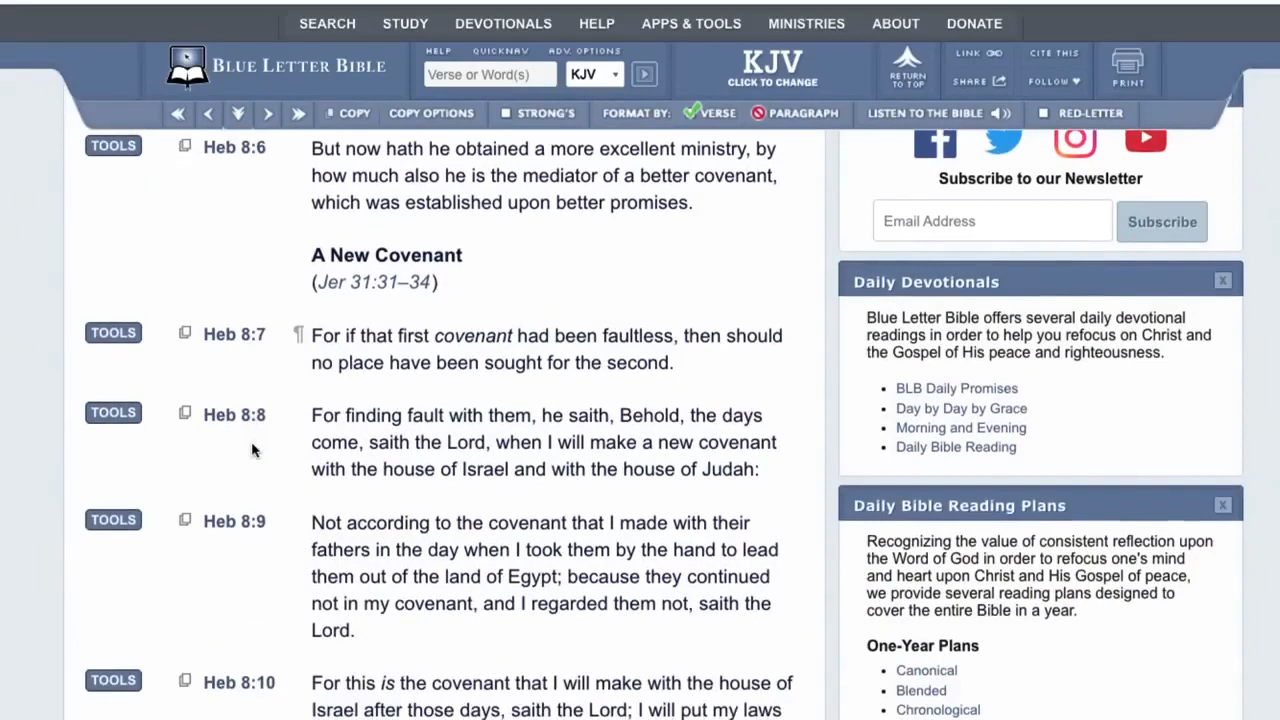 SEARCH STUDY DEVOTIONALS HELP APPS & TOOLS MINISTRIES ABOUT DONATE
BLUE LETTER BIBLE
HELP QUICKNAV ADV. OPTIONS
Verse or Word(s) KJV
KJV
CLICK TO CHANGE
RETURN
TO TOP
LINK CITE THIS
SHARE FOLLOW
PRINT
COPY COPY OPTIONS STRONG'S FORMAT BY: VERSE PARAGRAPH LISTEN TO THE BIBLE RED-LETTER
TOOLS Heb 8:6 But now hath he obtained a more excellent ministry, by
how much also he is the mediator of a better covenant,
which was established upon better promises.
A New Covenant
(Jer 31:31–34)
TOOLS Heb 8:7 ¶ For if that first covenant had been faultless, then should
no place have been sought for the second.
TOOLS Heb 8:8 For finding fault with them, he saith, Behold, the days
come, saith the Lord, when I will make a new covenant
with the house of Israel and with the house of Judah:
TOOLS Heb 8:9 Not according to the covenant that I made with their
fathers in the day when I took them by the hand to lead
them out of the land of Egypt; because they continued
not in my covenant, and I regarded them not, saith the
Lord.
TOOLS Heb 8:10 For this is the covenant that I will make with the house of
Israel after those days, saith the Lord; I will put my laws
Subscribe to our Newsletter
Email Address Subscribe
Daily Devotionals X
Blue Letter Bible offers several daily devotional
readings in order to help you refocus on Christ and
the Gospel of His peace and righteousness.
• BLB Daily Promises
• Day by Day by Grace
• Morning and Evening
• Daily Bible Reading
Daily Bible Reading Plans X
Recognizing the value of consistent reflection upon
the Word of God in order to refocus one's mind
and heart upon Christ and His Gospel of peace,
we provide several reading plans designed to
cover the entire Bible in a year.
One-Year Plans
• Canonical
• Blended
• Chronological